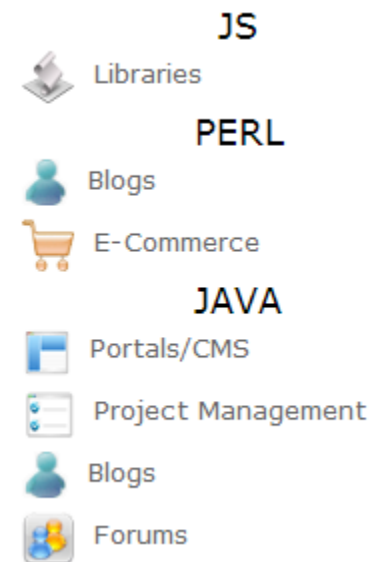 JS
Libraries
PERL
Blogs
E-Commerce
JAVA
Portals/CMS
Project Management
Blogs
Forums